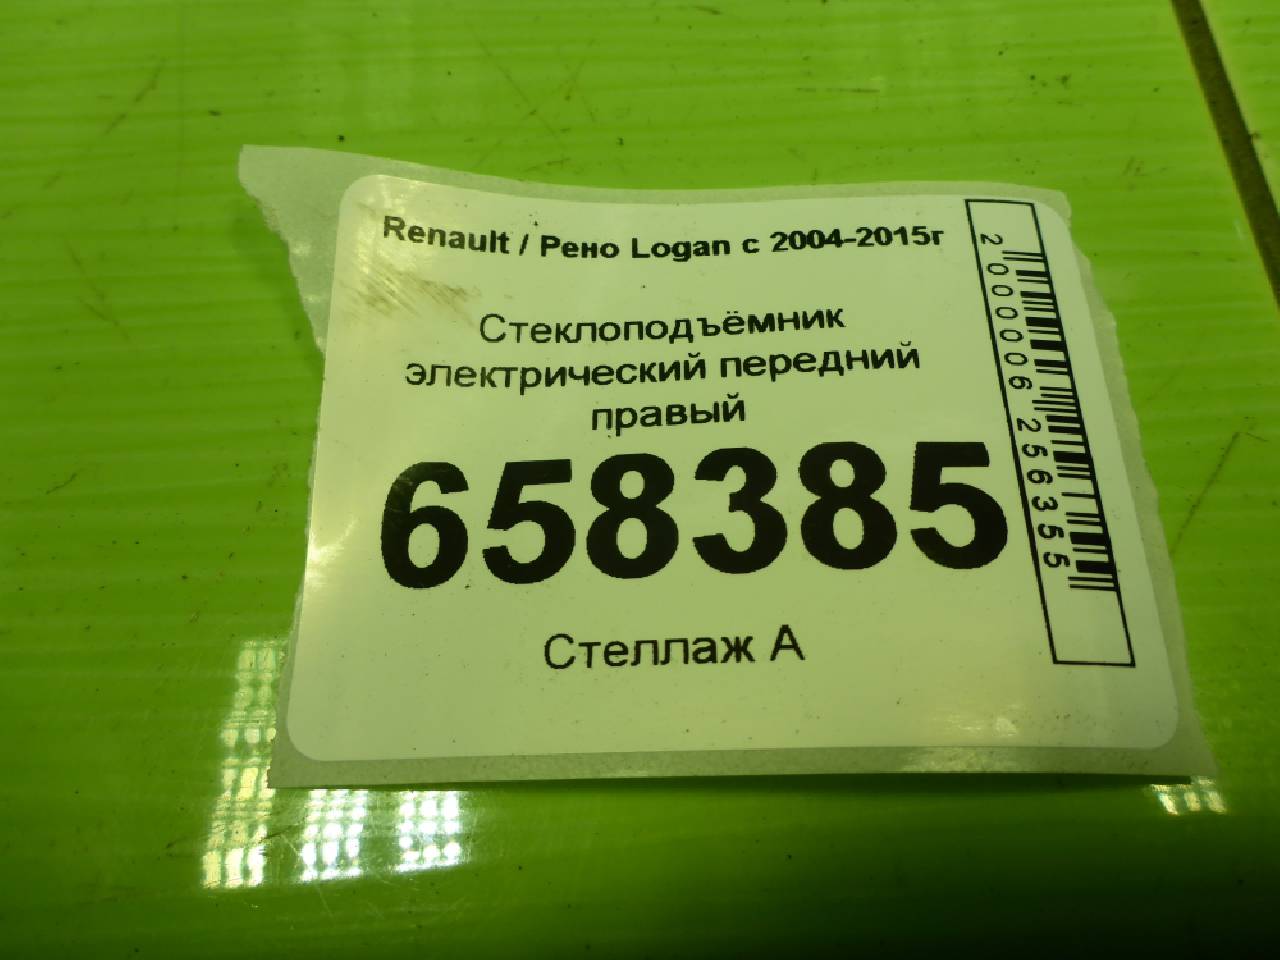 Renault / Рено Logan с 2004-2015г
Стеклоподъёмник
электрический передний
правый
658385
Стеллаж А
2000006256355